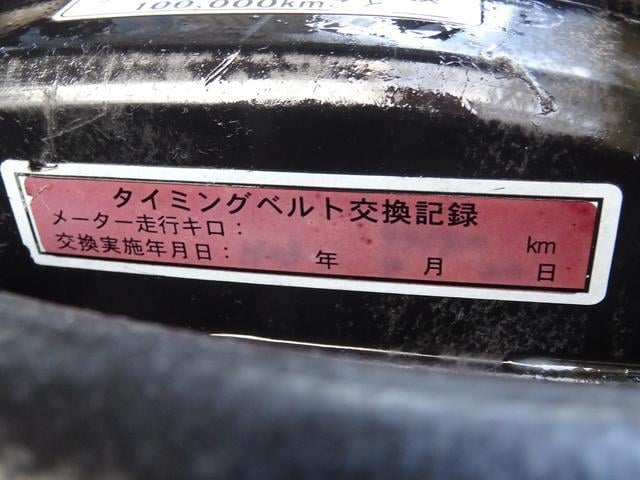 100,000km
タイミングベルト交換記録
メーター走行キロ： km
交換実施年月日： 年 月 日